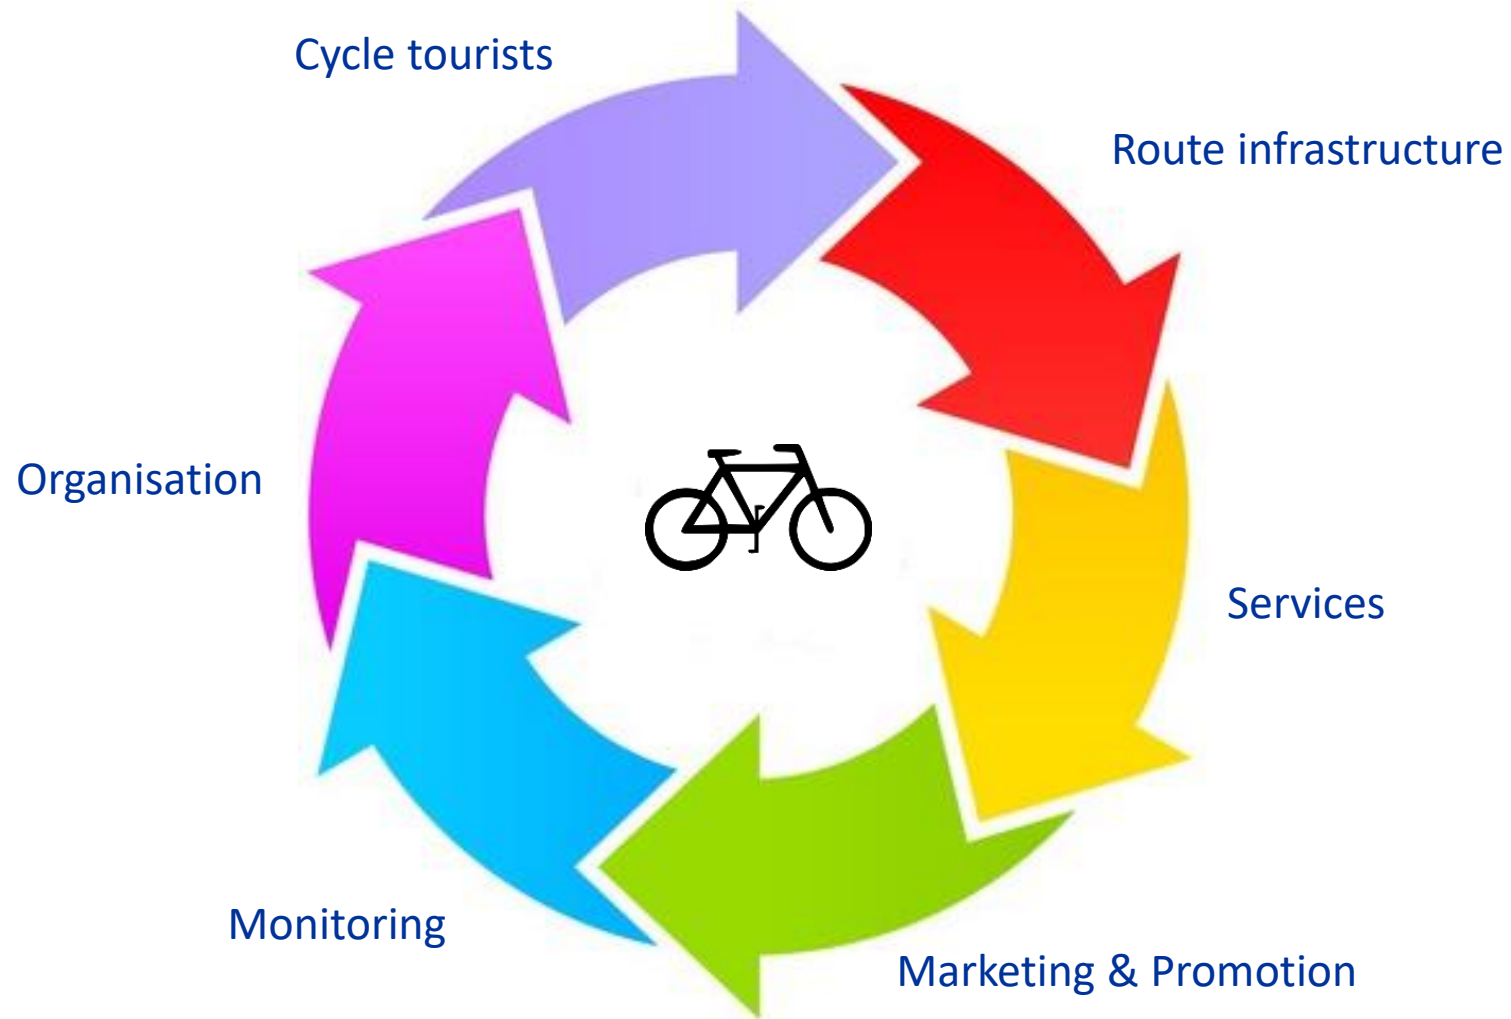 Cycle tourists
Route infrastructure
Services
Marketing & Promotion
Monitoring
Organisation